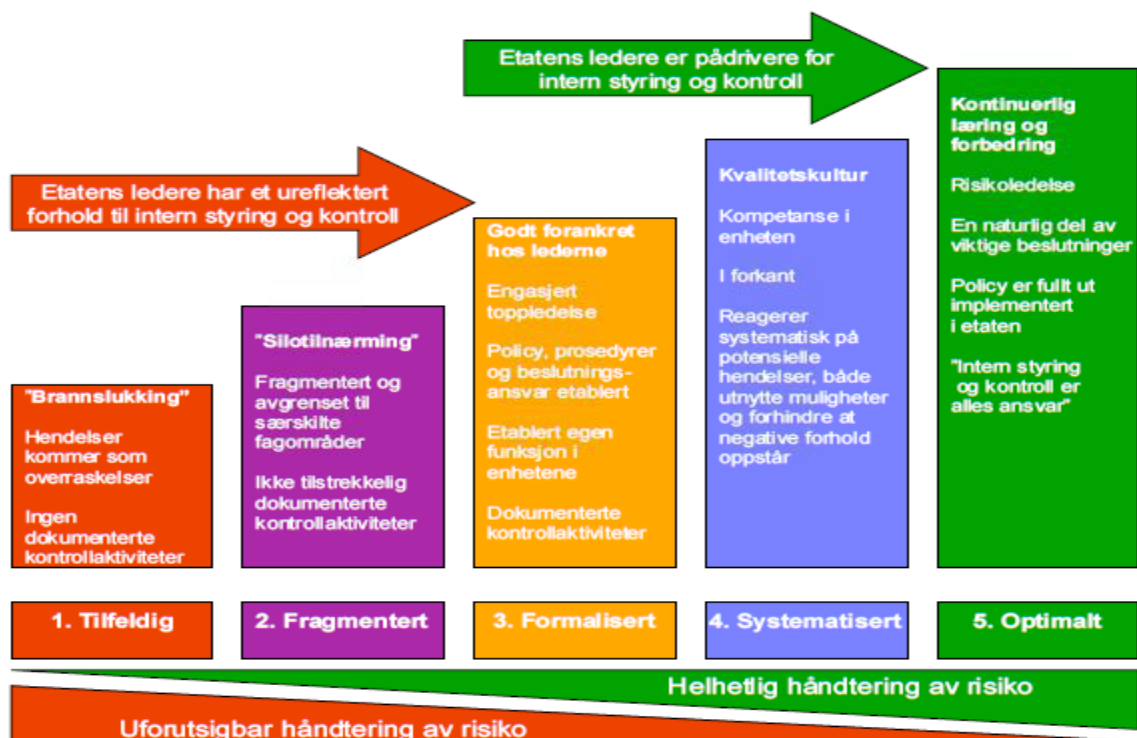 Etatens ledere er pådrivere for
intern styring og kontroll
Etatens ledere har et ureflektert
forhold til intern styring og kontroll
"Brannslukking"
Hendelser
kommer som
overraskelser
Ingen
dokumenterte
kontrollaktiviteter
"Silotilnærming"
Fragmentert og
avgrenset til
særskilte
fagområder
Ikke tilstrekkelig
dokumenterte
kontrollaktiviteter
Godt forankret
hos lederne
Engasjert
toppledelse
Policy, prosedyrer
og beslutnings-
ansvar etablert
Etablert egen
funksjon i
enhetene
Dokumenterte
kontrollaktiviteter
Kvalitetskultur
Kompetanse i
enheten
I forkant
Reagerer
systematisk på
potensielle
hendelser, både
utnytte muligheter
og forhindre at
negative forhold
oppstår
Kontinuerlig
læring og
forbedring
Risikoledelse
En naturlig del av
viktige beslutninger
Policy er fullt ut
implementert
i etaten
"Intern styring
og kontroll er
alles ansvar"
1. Tilfeldig
2. Fragmentert
3. Formalisert
4. Systematisert
5. Optimalt
Helhetlig håndtering av risiko
Uforutsigbar håndtering av risiko